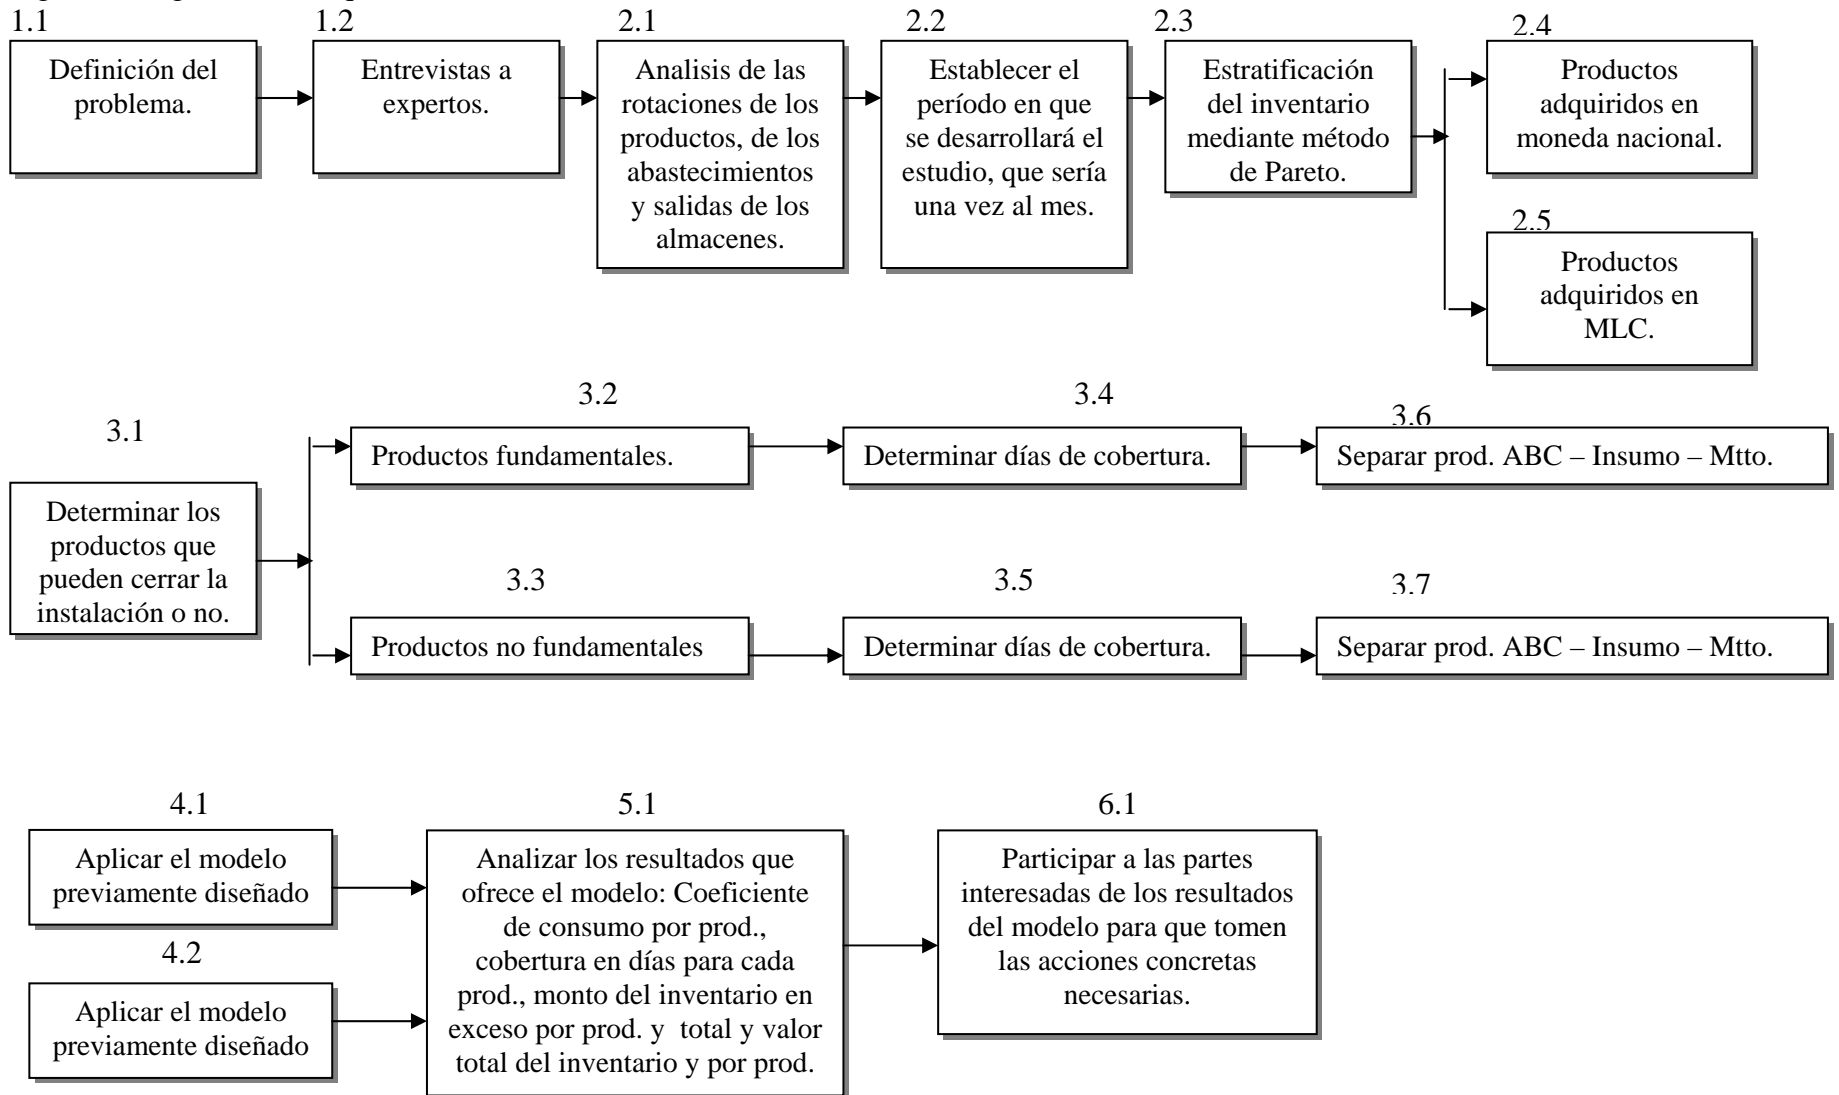 1.1
Definición del
problema.
1.2
Entrevistas a
expertos.
2.1
Analisis de las
rotaciones de los
productos, de los
abastecimientos
y salidas de los
almacenes.
2.2
Establecer el
período en que
se desarrollará el
estudio, que sería
una vez al mes.
2.3
Estratificación
del inventario
mediante método
de Pareto.
2.4
Productos
adquiridos en
moneda nacional.
2.5
Productos
adquiridos en
MLC.
3.1
Determinar los
productos que
pueden cerrar la
instalación o no.
3.2
Productos fundamentales.
3.4
Determinar días de cobertura.
3.6
Separar prod. ABC – Insumo – Mtto.
3.3
Productos no fundamentales
3.5
Determinar días de cobertura.
3.7
Separar prod. ABC – Insumo – Mtto.
4.1
Aplicar el modelo
previamente diseñado
4.2
Aplicar el modelo
previamente diseñado
5.1
Analizar los resultados que
ofrece el modelo: Coeficiente
de consumo por prod.,
cobertura en días para cada
prod., monto del inventario en
exceso por prod. y  total y valor
total del inventario y por prod.
6.1
Participar a las partes
interesadas de los resultados
del modelo para que tomen
las acciones concretas
necesarias.